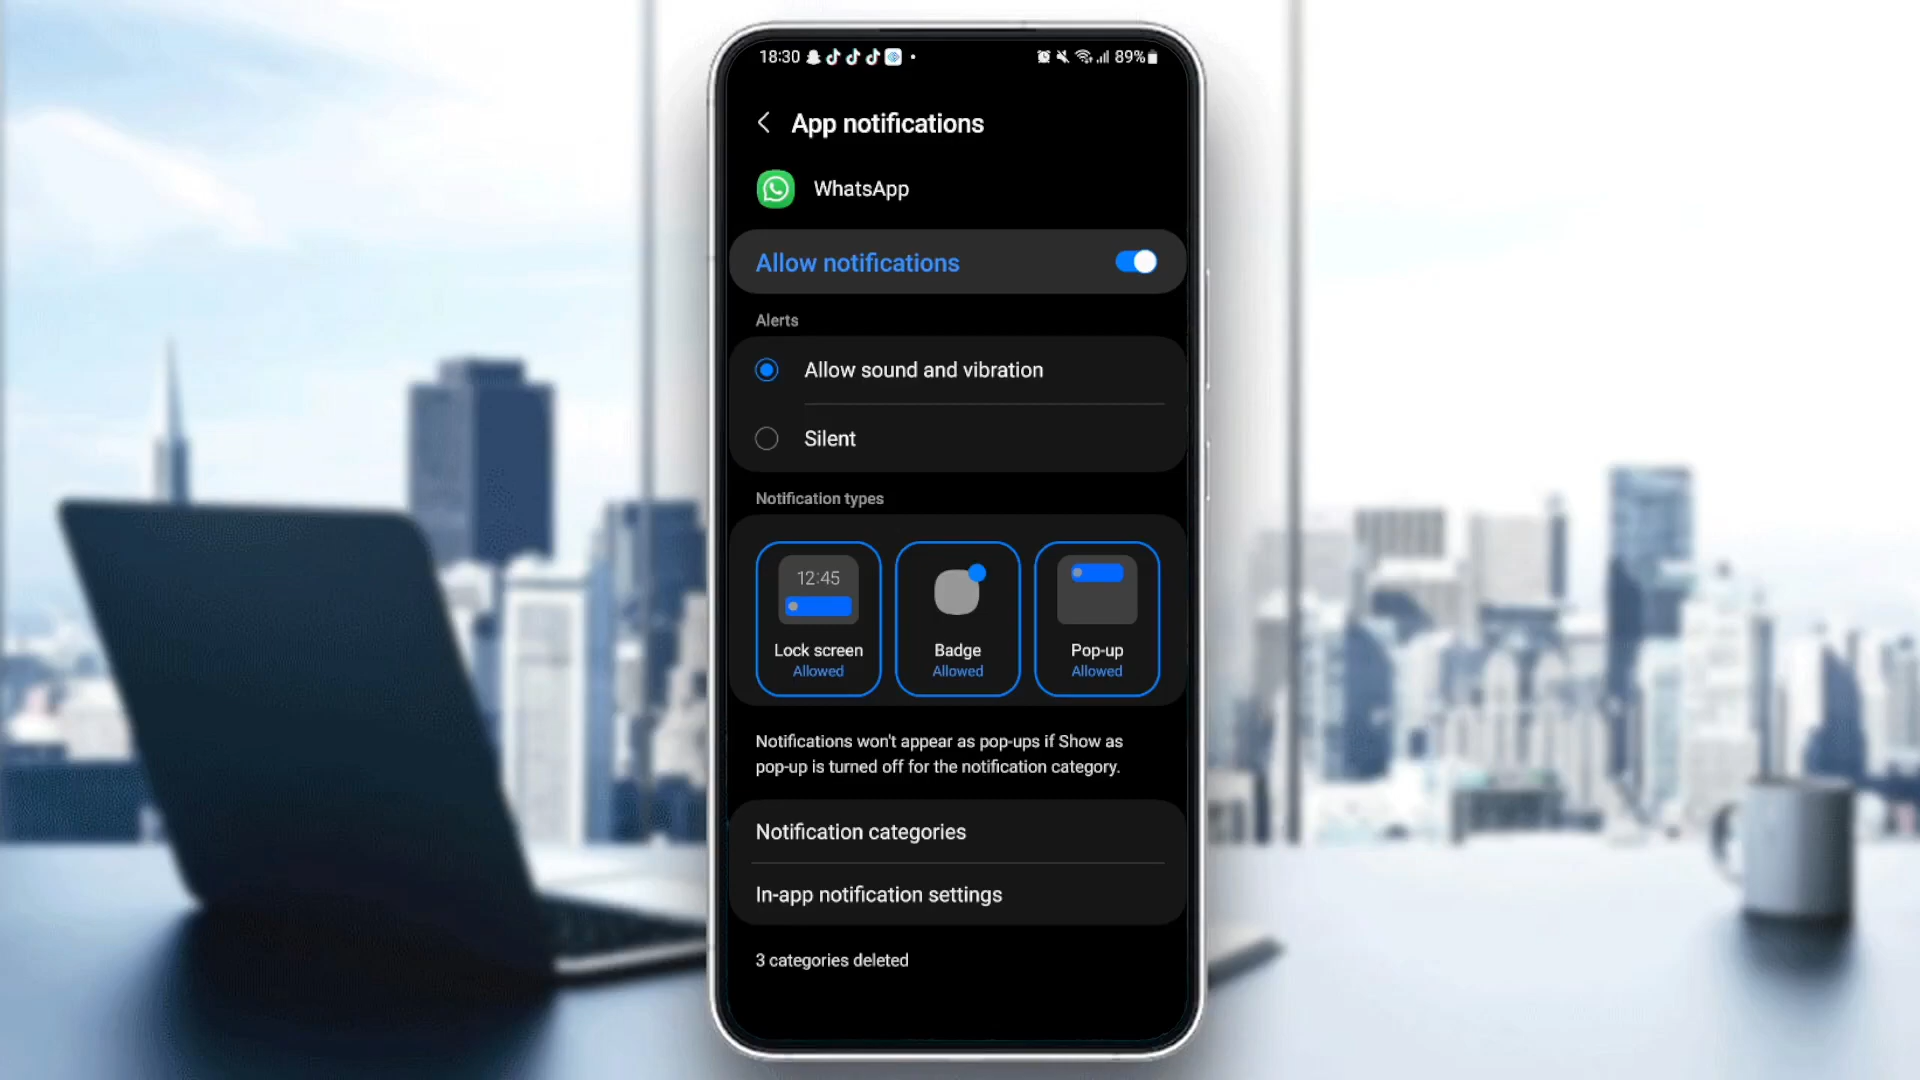 18:30
89%
App notifications
WhatsApp
Allow notifications
Alerts
Allow sound and vibration
Silent
Notification types
12:45
Lock screen
Allowed
Badge
Allowed
Pop-up
Allowed
Notifications won't appear as pop-ups if Show as
pop-up is turned off for the notification category.
Notification categories
In-app notification settings
3 categories deleted